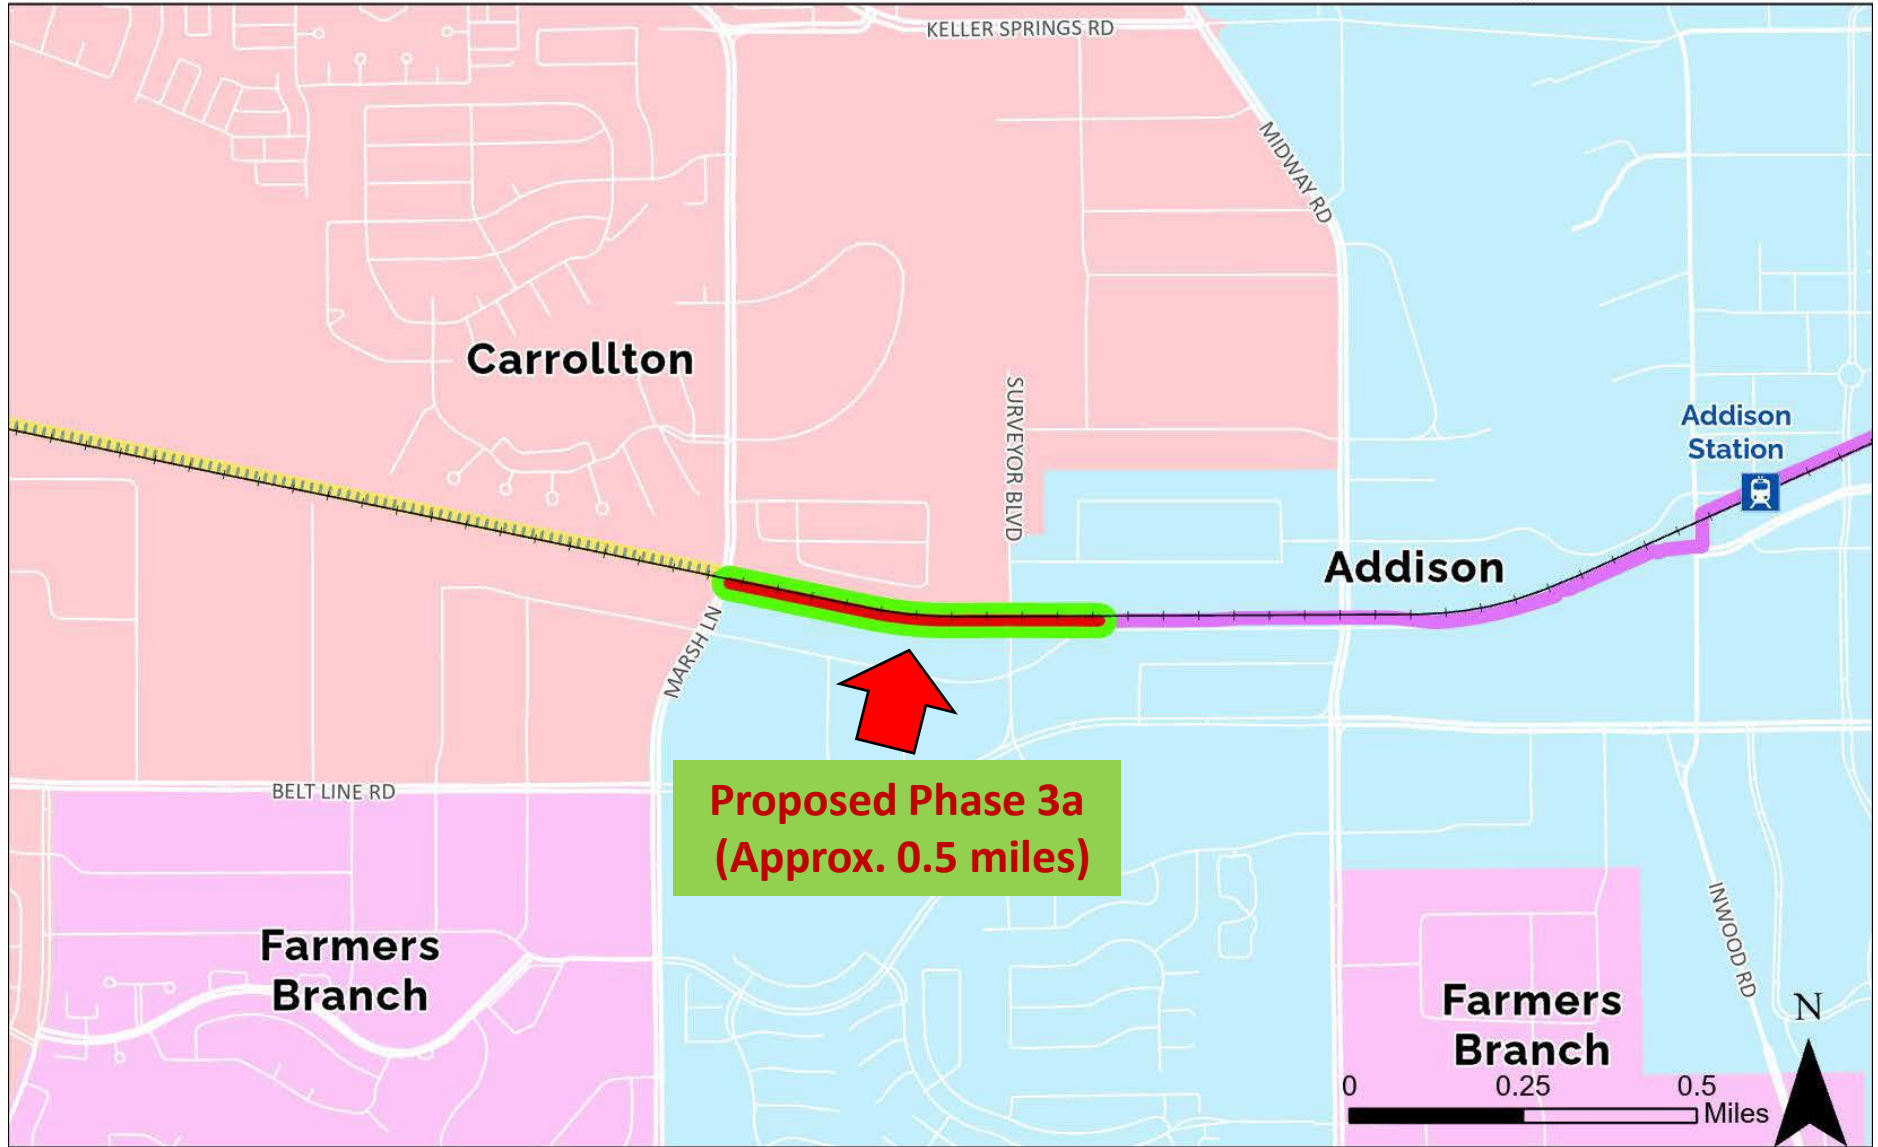 KELLER SPRINGS RD
MIDWAY RD
Carrollton
SURVEYOR BLVD
Addison
Station
Addison
MARSH LN
BELT LINE RD
Proposed Phase 3a
(Approx. 0.5 miles)
INWOOD RD
Farmers
Branch
Farmers
Branch
N
0 0.25 0.5
Miles